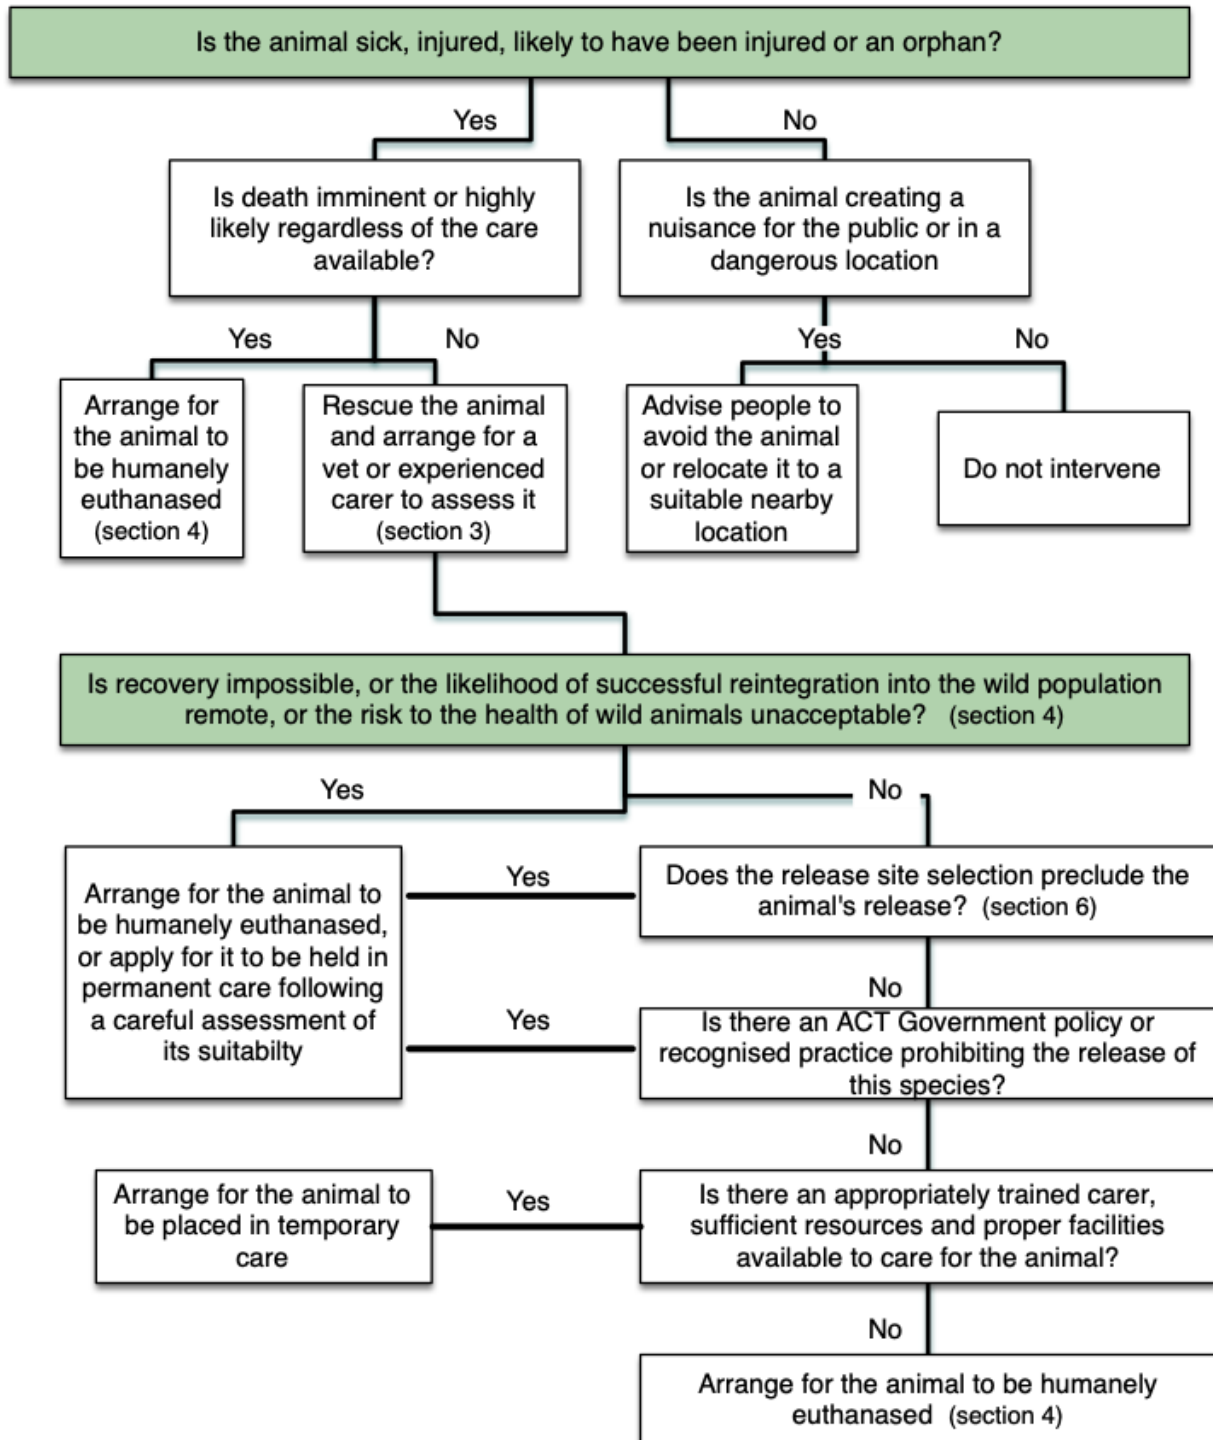 Is the animal sick, injured, likely to have been injured or an orphan?
Yes
No
Is death imminent or highly
likely regardless of the care
available?
Is the animal creating a
nuisance for the public or in a
dangerous location
Yes
No
Yes
No
Arrange for
the animal to
be humanely
euthanased
(section 4)
Rescue the animal
and arrange for a
vet or experienced
carer to assess it
(section 3)
Advise people to
avoid the animal
or relocate it to a
suitable nearby
location
Do not intervene
Is recovery impossible, or the likelihood of successful reintegration into the wild population
remote, or the risk to the health of wild animals unacceptable? (section 4)
Yes
No
Arrange for the animal to
be humanely euthanased,
or apply for it to be held in
permanent care following
a careful assessment of
its suitabilty
Yes
Does the release site selection preclude the
animal's release? (section 6)
No
Yes
Is there an ACT Government policy or
recognised practice prohibiting the release of
this species?
No
Arrange for the animal to
be placed in temporary
care
Yes
Is there an appropriately trained carer,
sufficient resources and proper facilities
available to care for the animal?
No
Arrange for the animal to be humanely
euthanased (section 4)